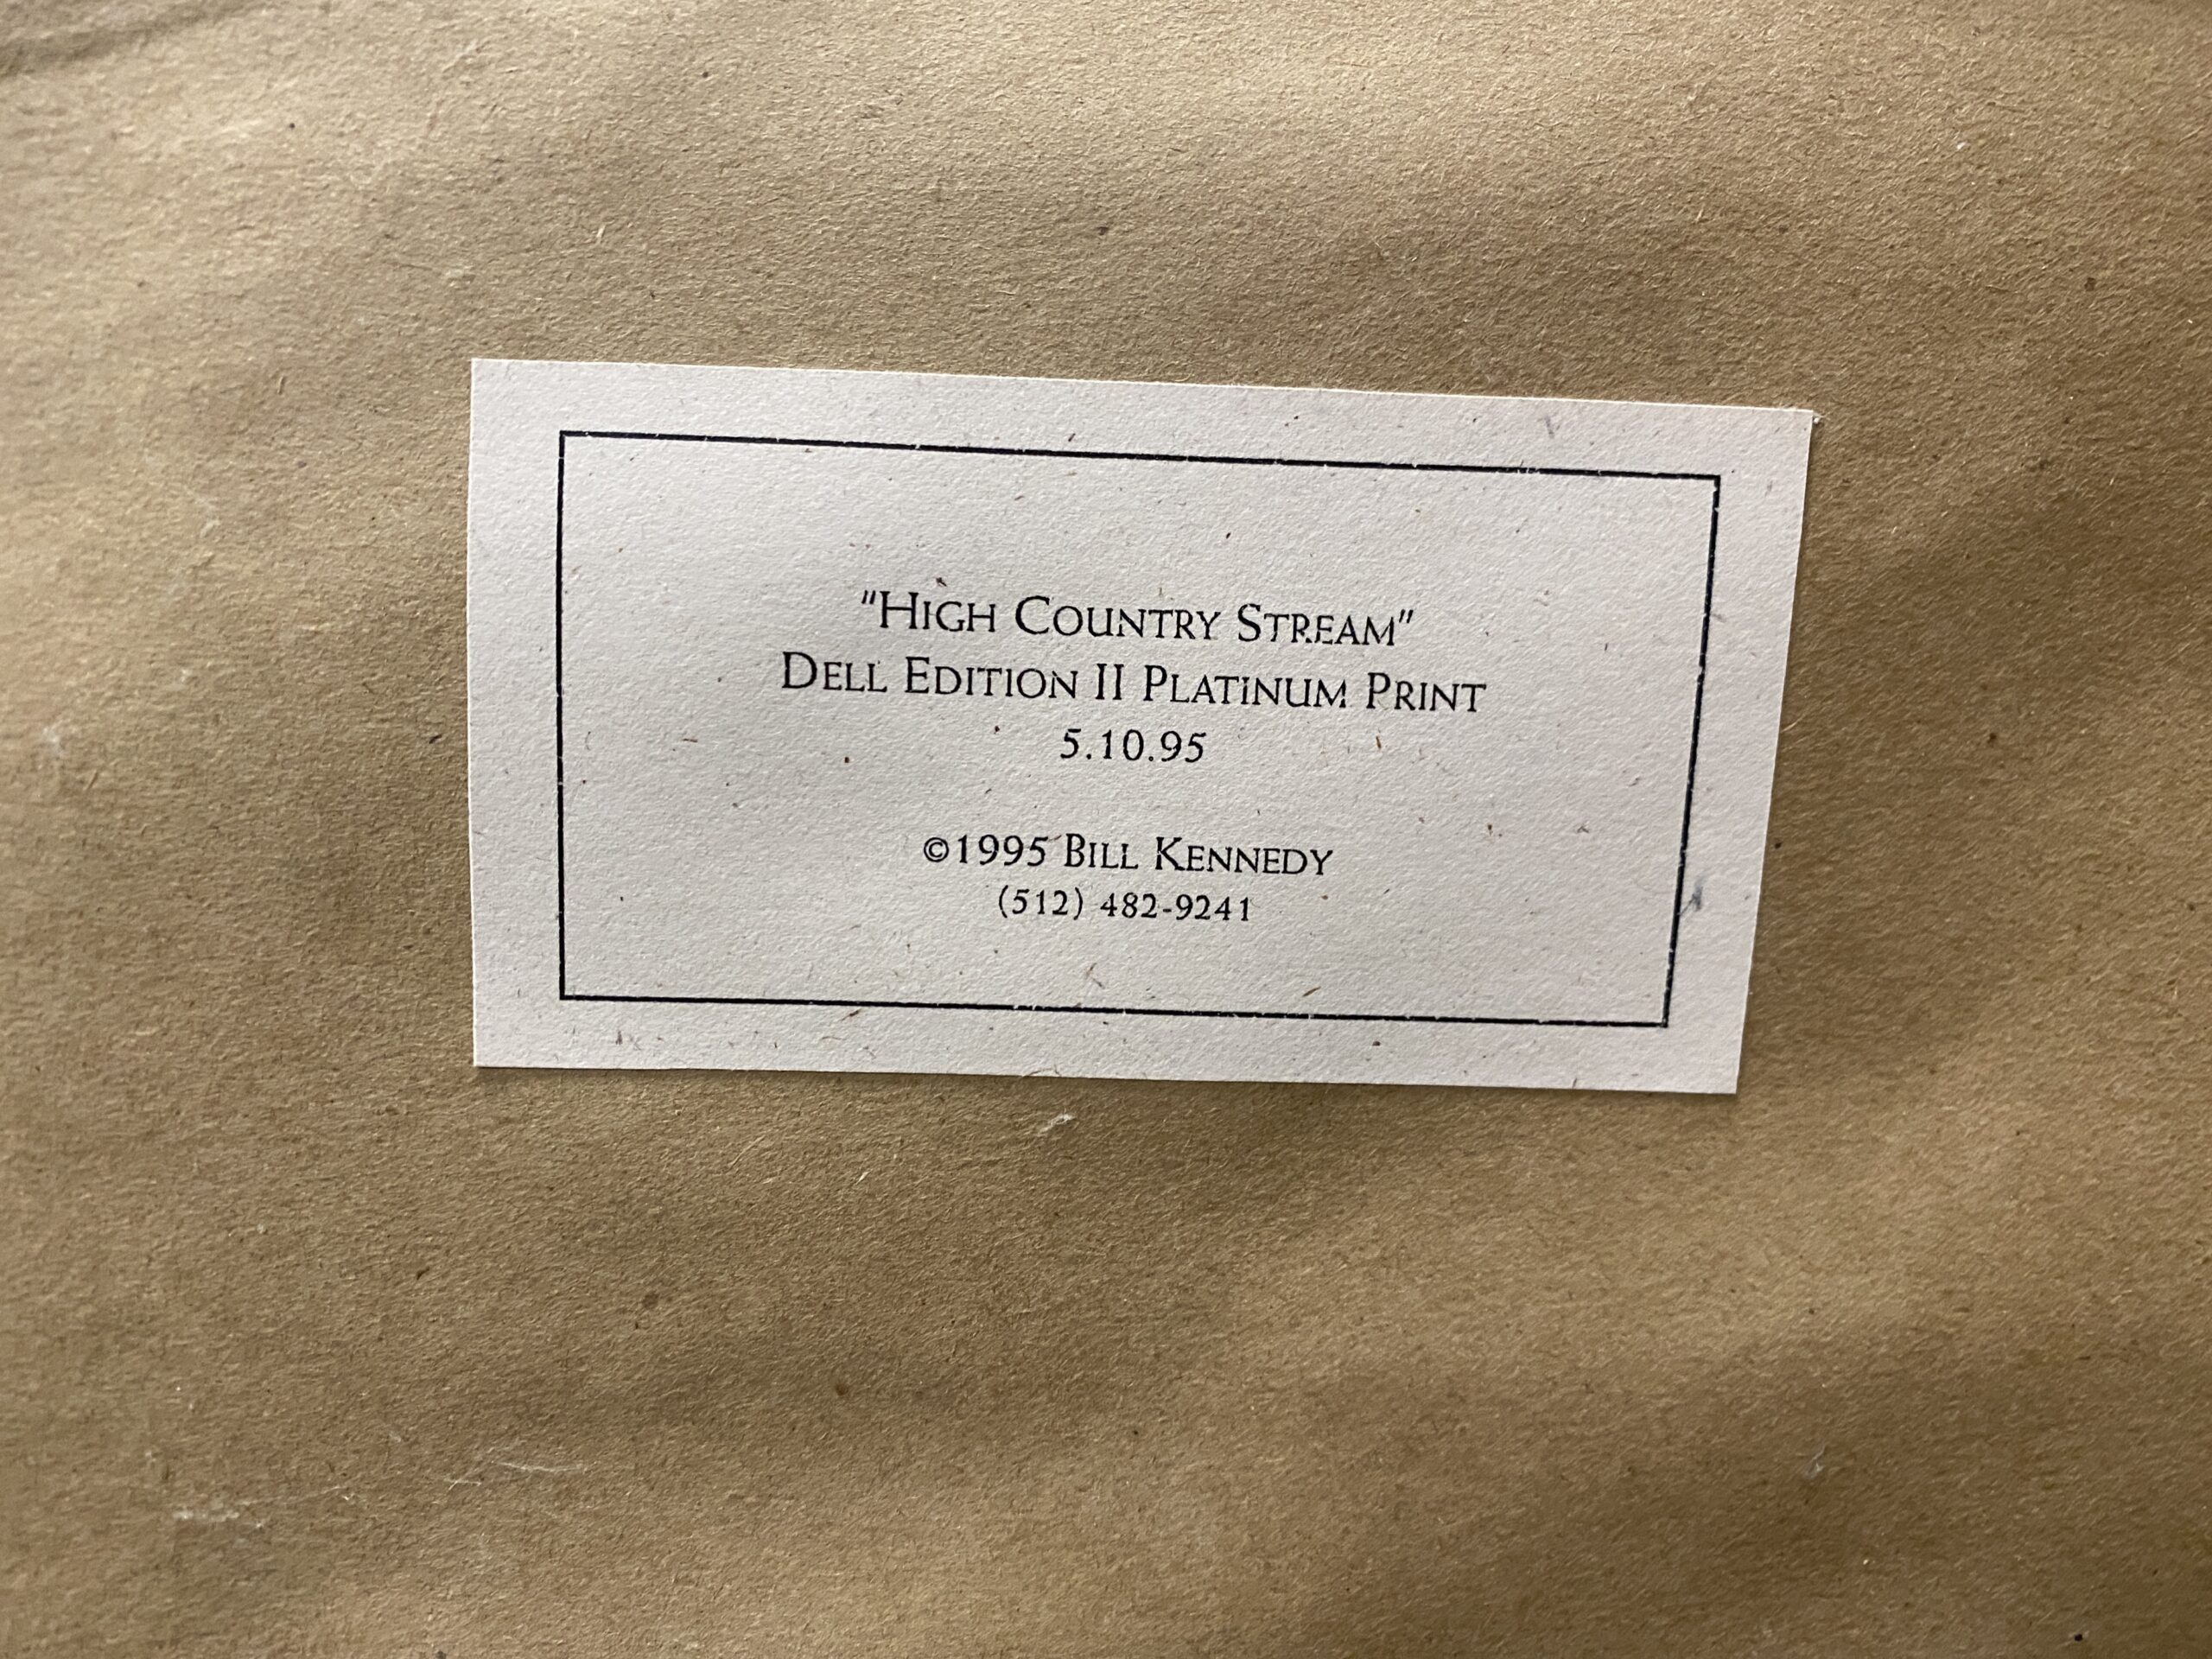 "High Country Stream"
Dell Edition II Platinum Print
5.10.95
©1995 Bill Kennedy
(512) 482-9241